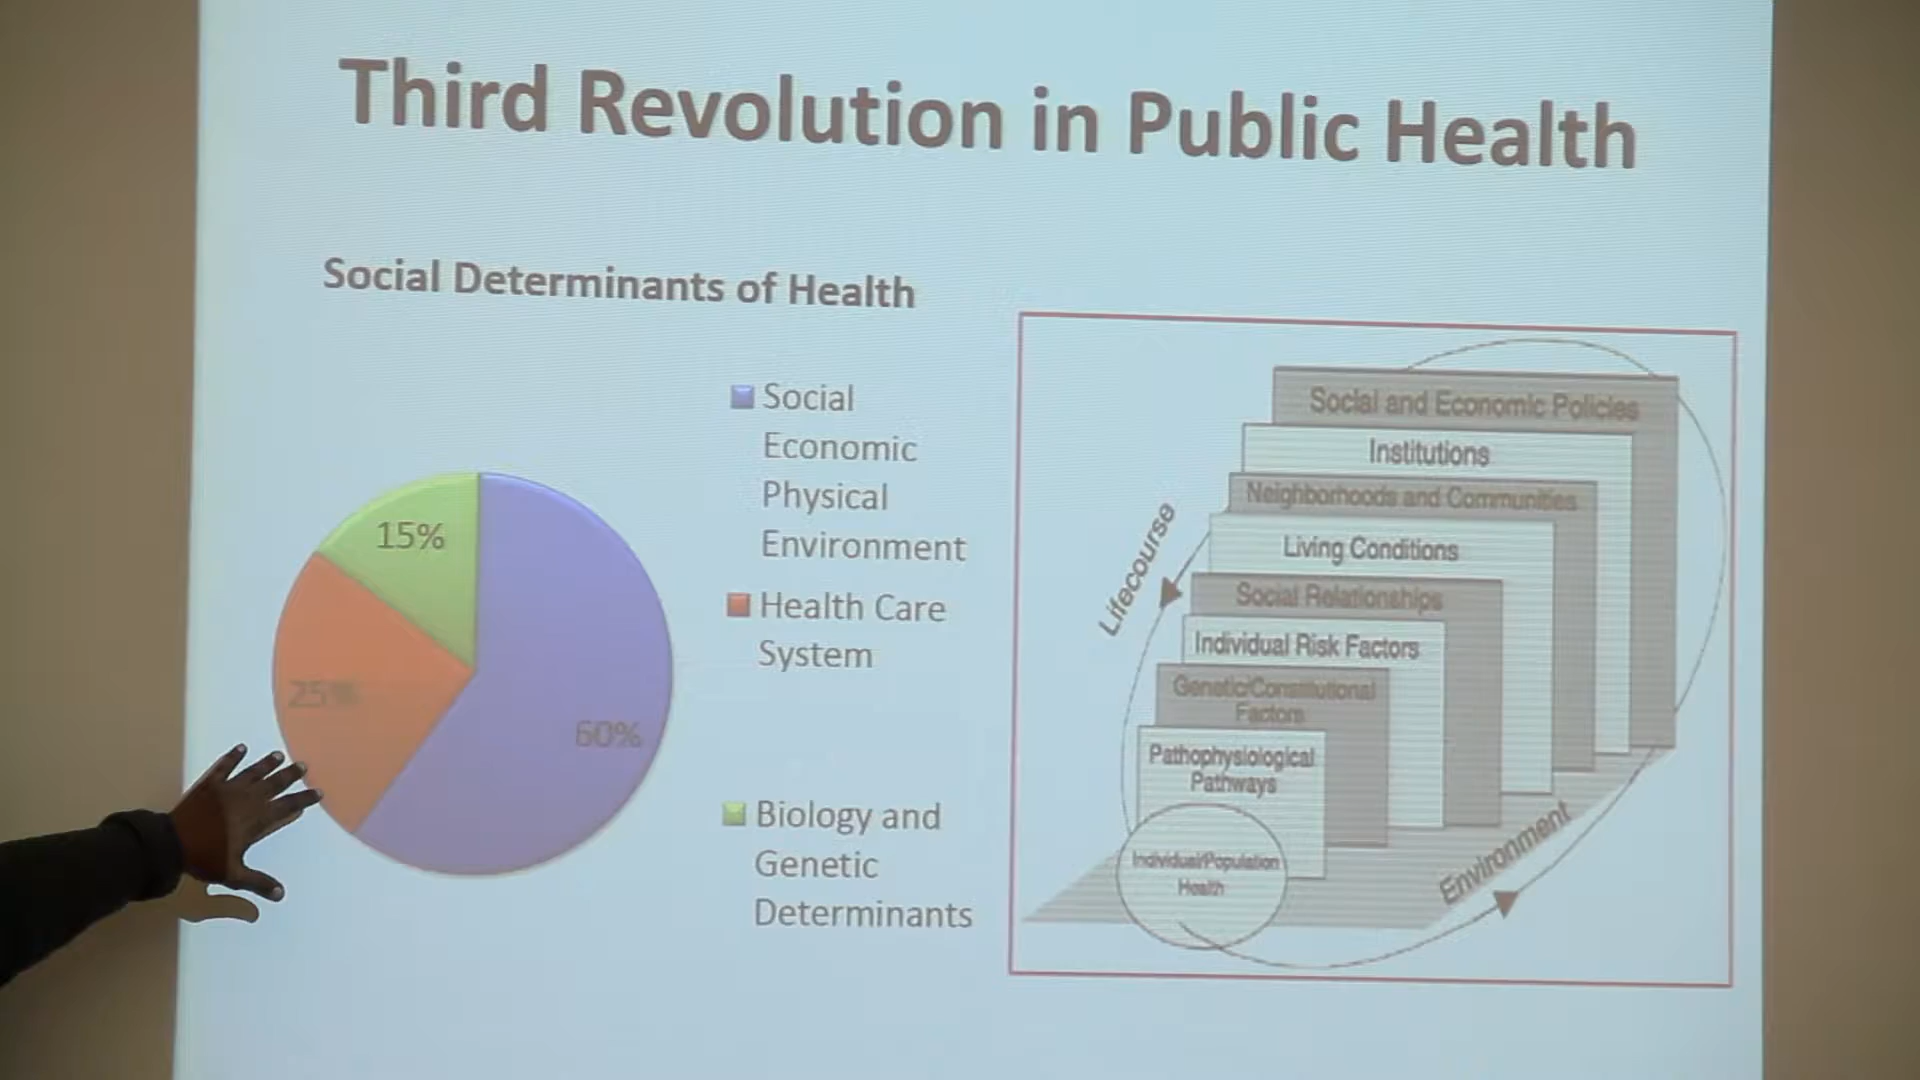 Third Revolution in Public Health
Social Determinants of Health
15%
25%
60%
Social
Economic
Physical
Environment
Health Care
System
Biology and
Genetic
Determinants
Social and Economic Policies
Institutions
Neighborhoods and Communities
Living Conditions
Social Relationships
Individual Risk Factors
Genetic/Constitutional
Factors
Pathophysiological
Pathways
Individual/Population
Health
Lifecourse
Environment